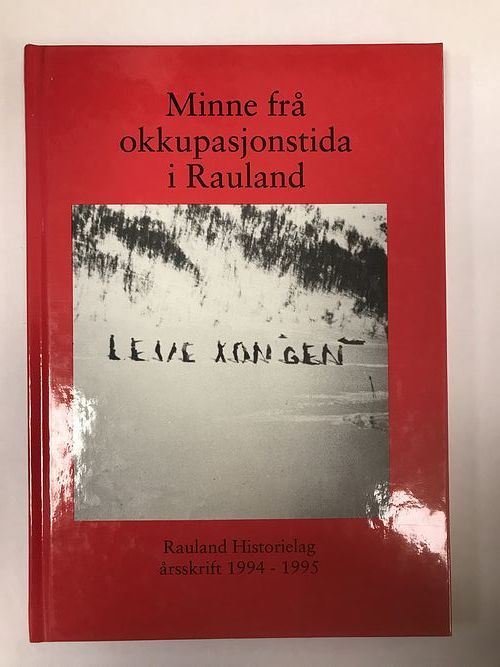 Minne frå
okkupasjonstida
i Rauland
LEVE KONGEN
Rauland Historielag
årsskrift 1994 - 1995